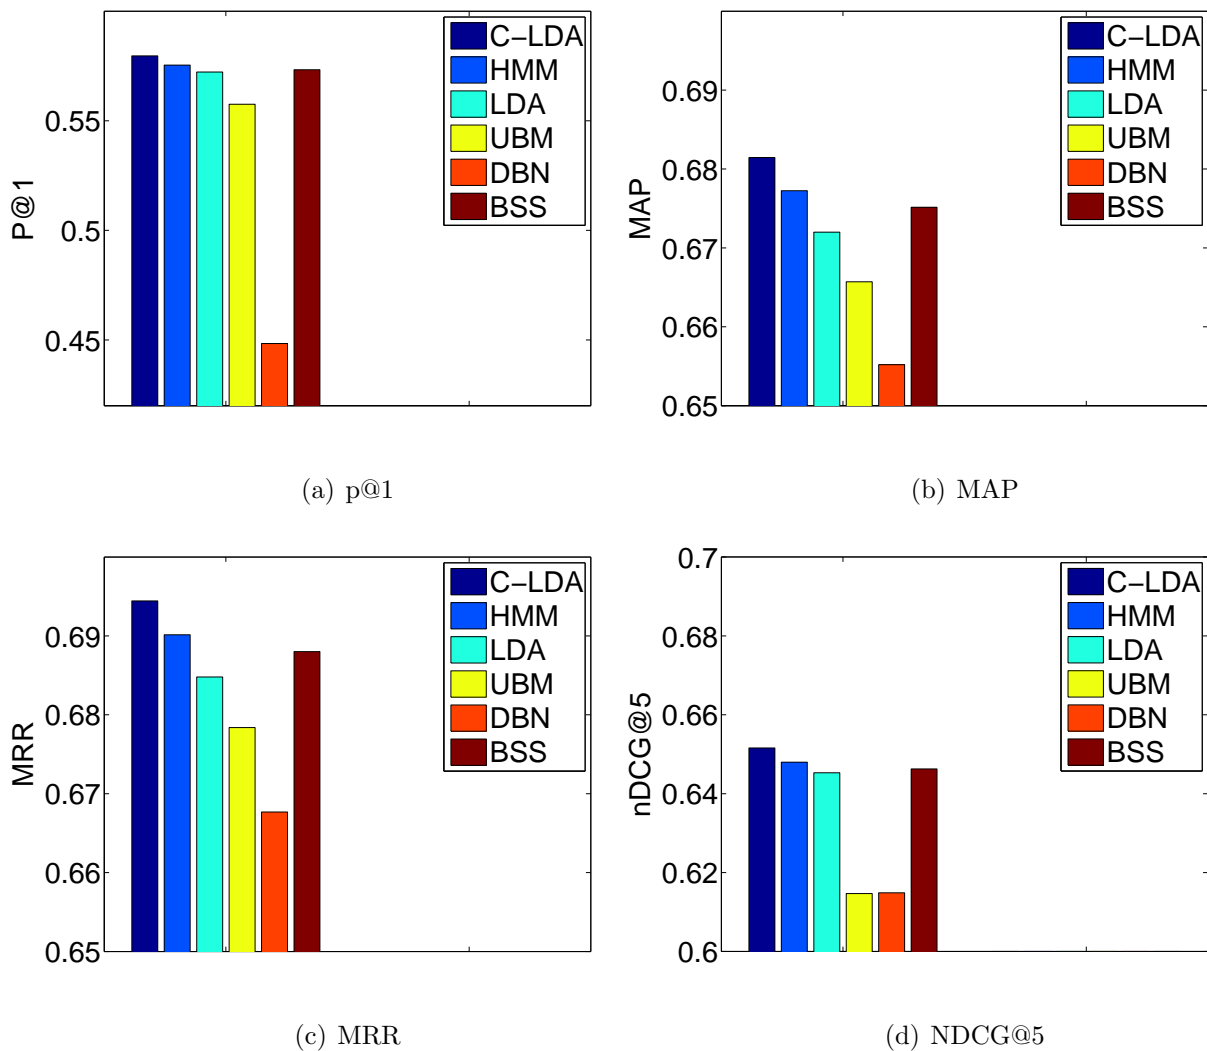 C−LDA
HMM
LDA
UBM
DBN
BSS
0.55
0.5
0.45
P@1
(a) p@1
C−LDA
HMM
LDA
UBM
DBN
BSS
0.69
0.68
0.67
0.66
0.65
MAP
(b) MAP
C−LDA
HMM
LDA
UBM
DBN
BSS
0.69
0.68
0.67
0.66
0.65
MRR
(c) MRR
C−LDA
HMM
LDA
UBM
DBN
BSS
0.7
0.68
0.66
0.64
0.62
0.6
nDCG@5
(d) NDCG@5